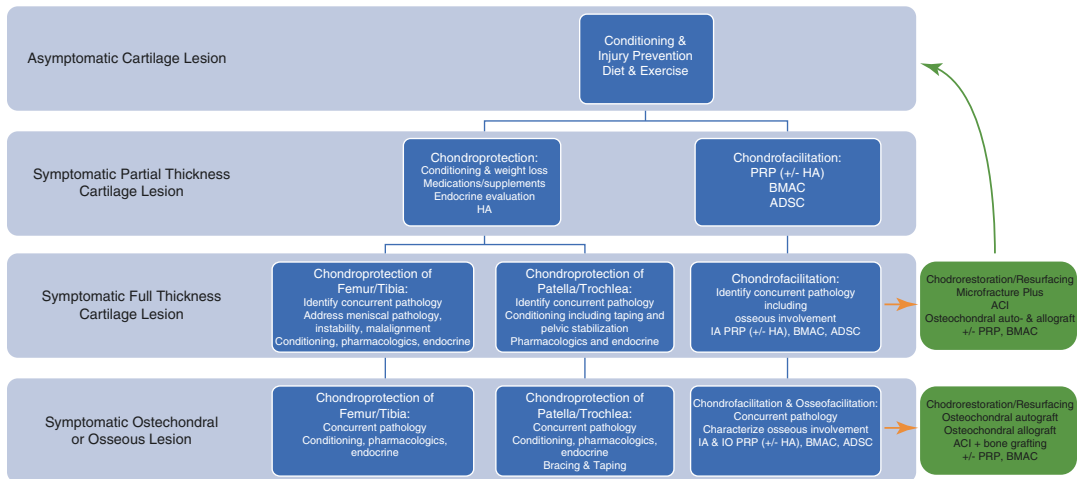 Asymptomatic Cartilage Lesion
Conditioning &
Injury Prevention
Diet & Exercise
Symptomatic Partial Thickness
Cartilage Lesion
Chondroprotection:
Conditioning & weight loss
Medications/supplements
Endocrine evaluation
HA
Chondrofacilitation:
PRP (+/- HA)
BMAC
ADSC
Symptomatic Full Thickness
Cartilage Lesion
Chondroprotection of
Femur/Tibia:
Identify concurrent pathology
Address meniscal pathology,
instability, malalignment
Conditioning, pharmacologics, endocrine
Chondroprotection of
Patella/Trochlea:
Identify concurrent pathology
Conditioning including taping and
pelvic stabilization
Pharmacologics and endocrine
Chondrofacilitation:
Identify concurrent pathology
including
osseous involvement
IA PRP (+/- HA), BMAC, ADSC
Chodrorestoration/Resurfacing
Microfracture Plus
ACI
Osteochondral auto- & allograft
+/- PRP, BMAC
Symptomatic Ostechondral
or Osseous Lesion
Chondroprotection of
Femur/Tibia:
Concurrent pathology
Conditioning, pharmacologics,
endocrine
Chondroprotection of
Patella/Trochlea:
Concurrent pathology
Conditioning, pharmacologics,
endocrine
Bracing & Taping
Chondrofacilitation & Osseofacilitation:
Concurrent pathology
Characterize osseous involvement
IA & IO PRP (+/- HA), BMAC, ADSC
Chodrorestoration/Resurfacing
Osteochondral autograft
Osteochondral allograft
ACI + bone grafting
+/- PRP, BMAC